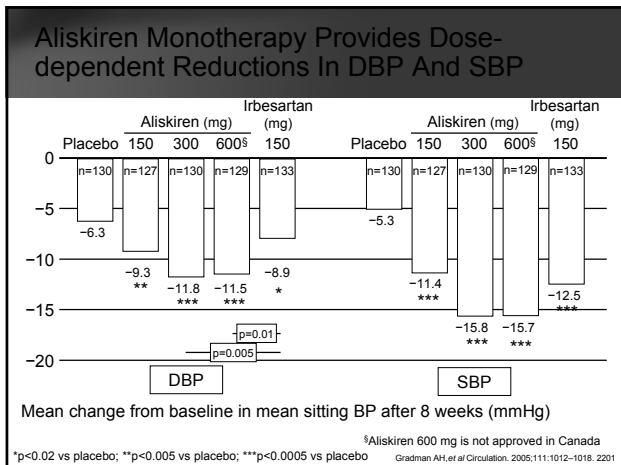 Aliskiren Monotherapy Provides Dose-
dependent Reductions In DBP And SBP
Irbesartan Irbesartan
Aliskiren (mg) (mg) Aliskiren (mg) (mg)
Placebo 150 300 600§ 150 Placebo 150 300 600§ 150
0
n=130 n=127 n=130 n=129 n=133 n=130 n=127 n=130 n=129 n=133
−5
−6.3 −5.3
−10
−9.3 −11.8 −11.5 −8.9 −11.4 −12.5
** *** *** * *** ***
−15
−15.8 −15.7
*** ***
p=0.01
p=0.005
−20
DBP SBP
Mean change from baseline in mean sitting BP after 8 weeks (mmHg)
§Aliskiren 600 mg is not approved in Canada
*p<0.02 vs placebo; **p<0.005 vs placebo; ***p<0.0005 vs placebo Gradman AH, et al Circulation. 2005;111:1012–1018. 2201